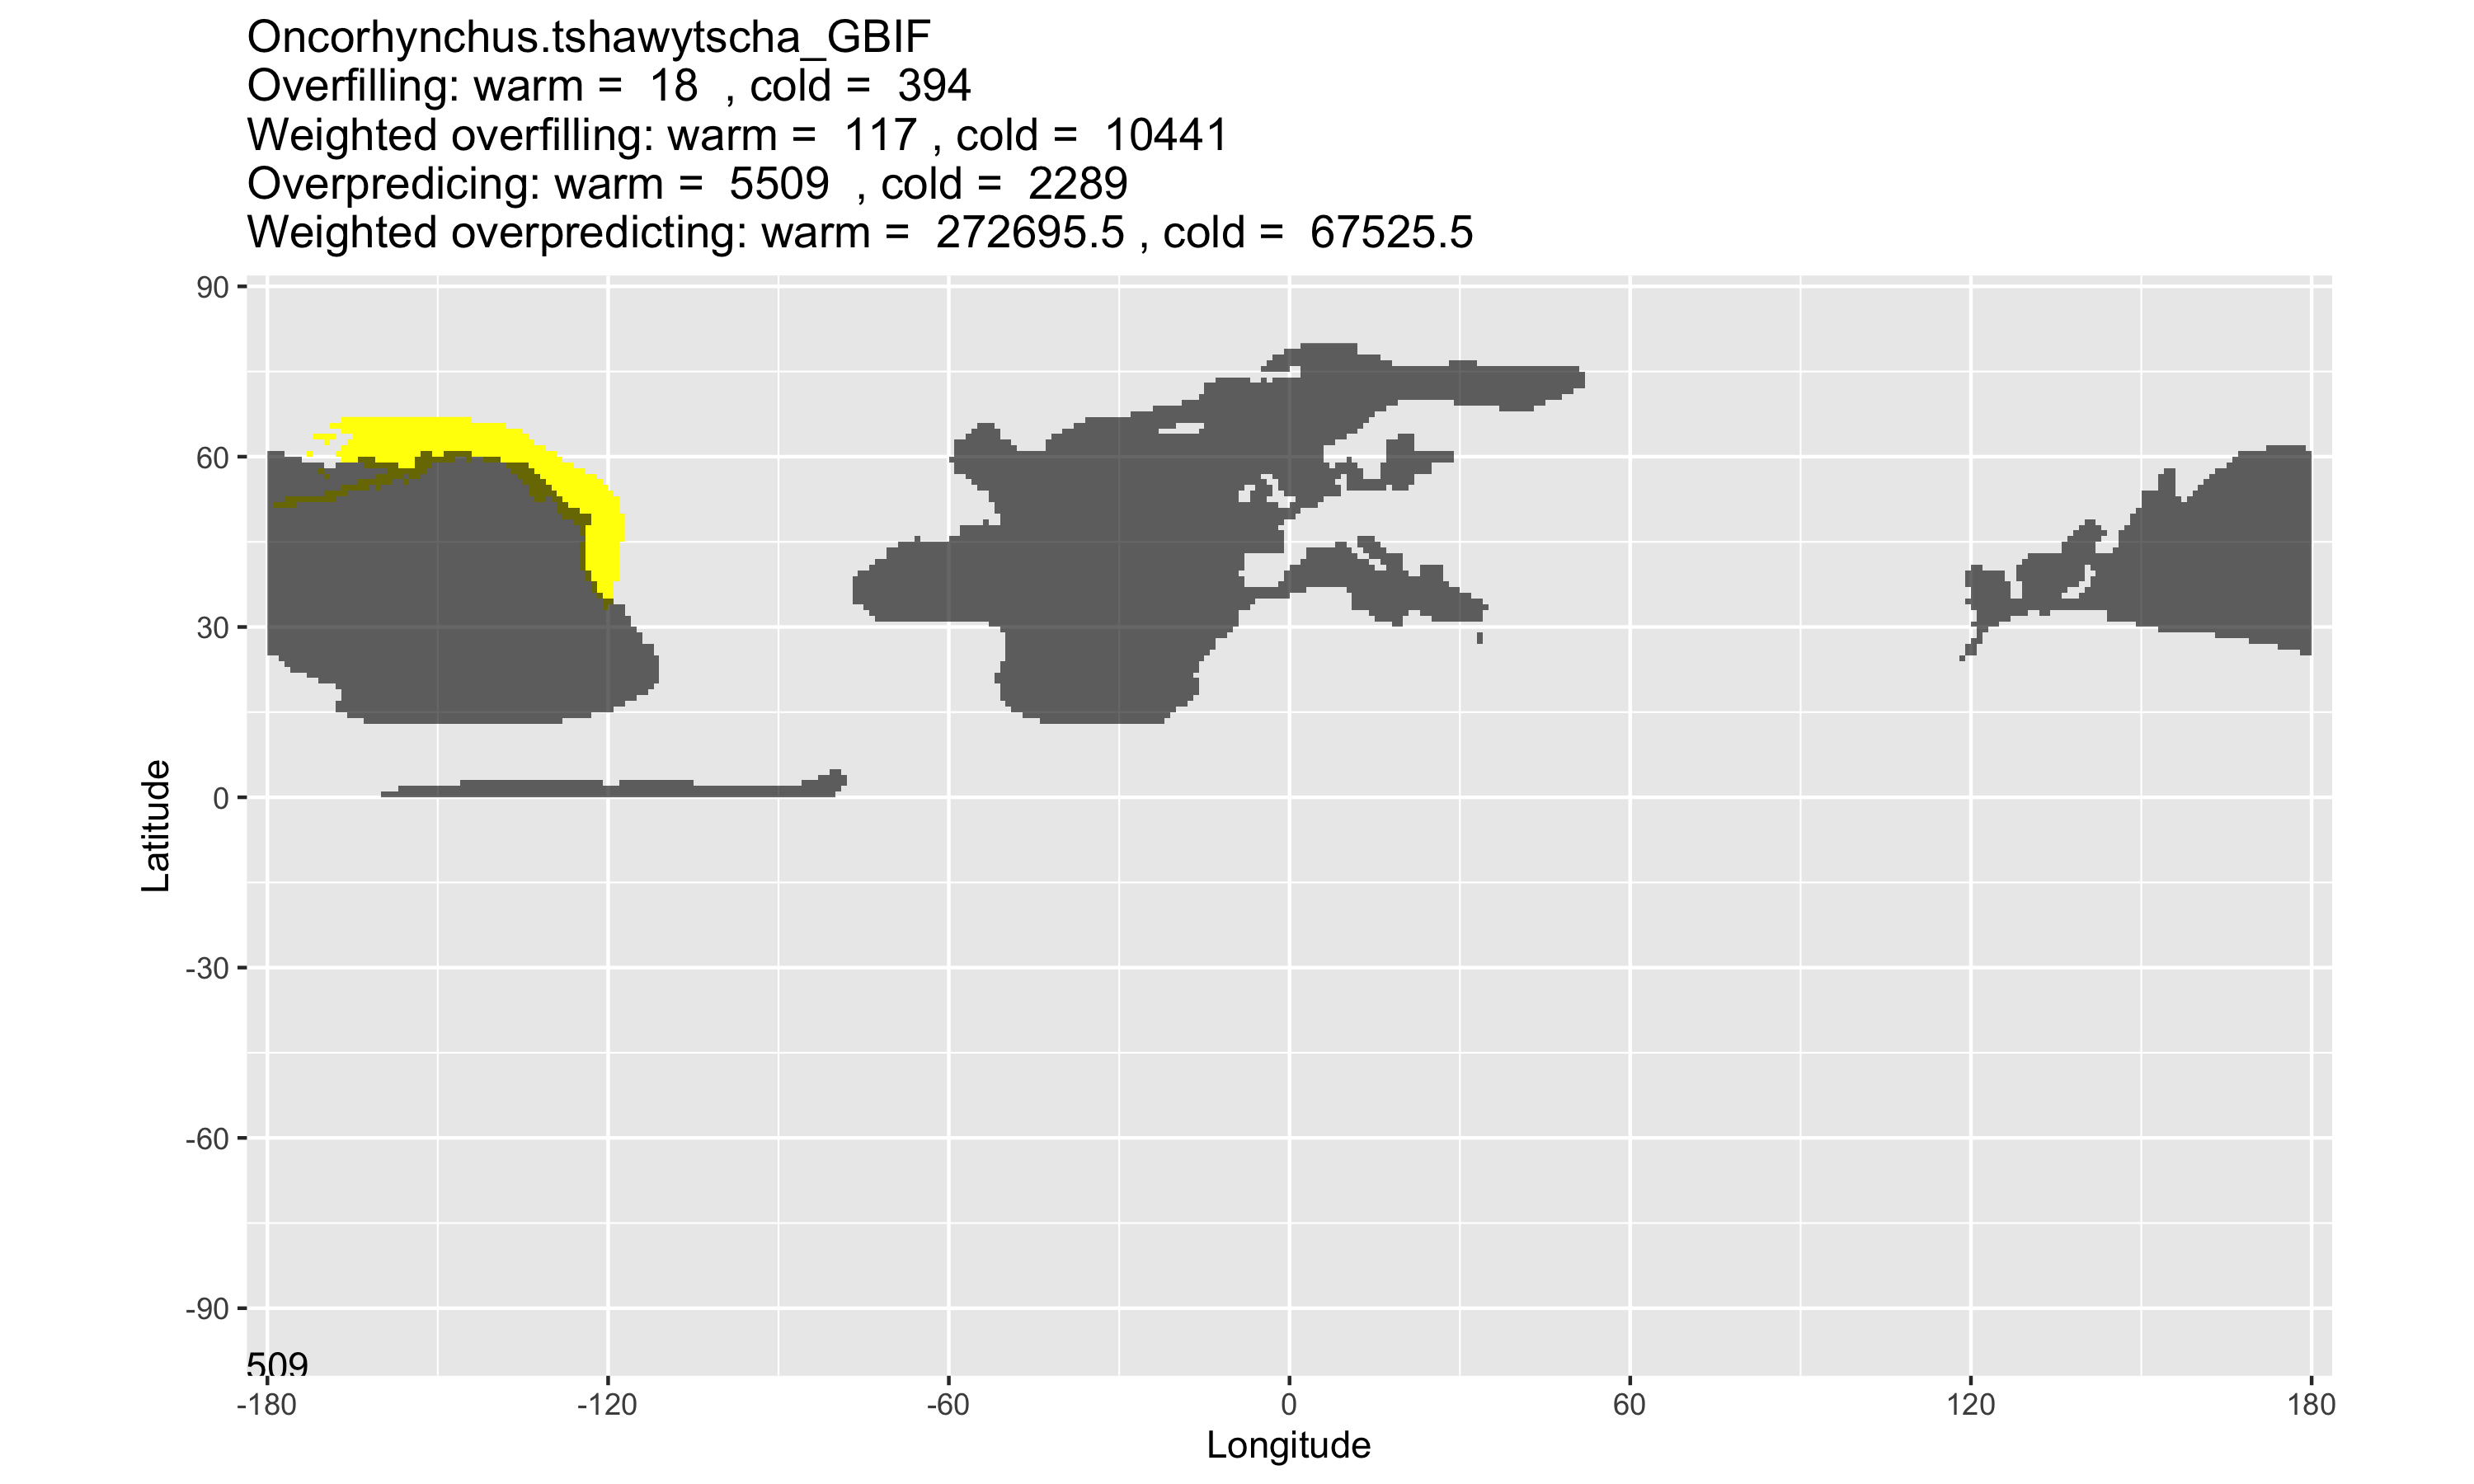 Oncorhynchus.tshawytscha_GBIF
Overfilling: warm =  18  , cold =  394
Weighted overfilling: warm =  117 , cold =  10441
Overpredicing: warm =  5509  , cold =  2289
Weighted overpredicting: warm =  272695.5 , cold =  67525.5
90
60
30
0
-30
-60
-90
Latitude
509
-180 -120 -60 0 60 120 180
Longitude